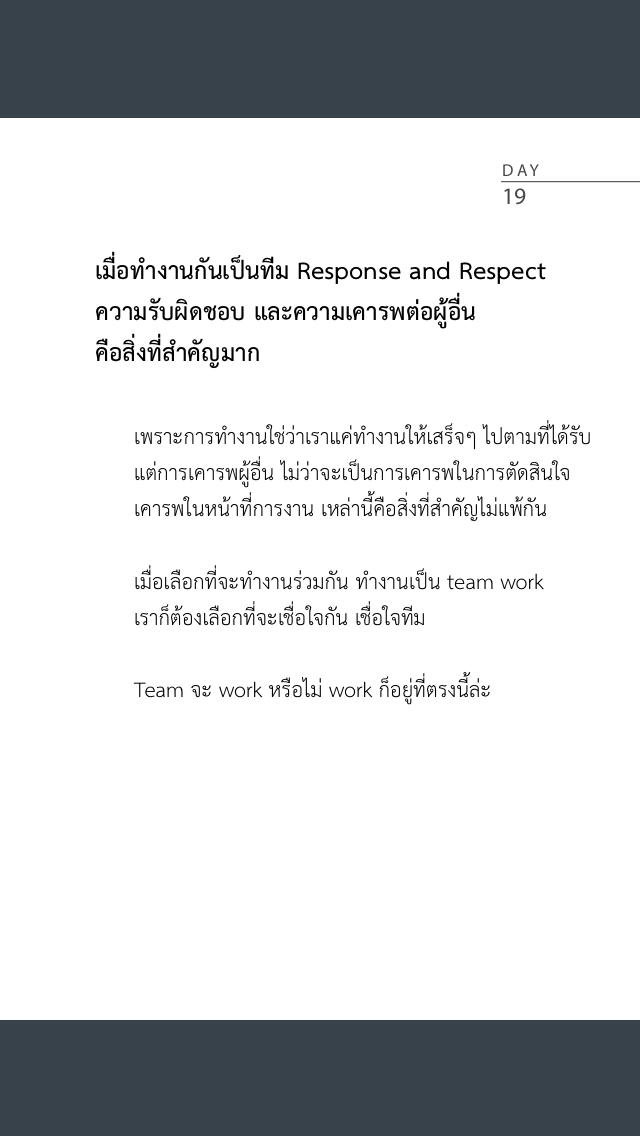 DAY
19
เมื่อทำงานกันเป็นทีม Response and Respect
ความรับผิดชอบ และความเคารพต่อผู้อื่น
คือสิ่งที่สำคัญมาก
เพราะการทำงานใช่ว่าเราแค่ทำงานให้เสร็จๆ ไปตามที่ได้รับ
แต่การเคารพผู้อื่น ไม่ว่าจะเป็นการเคารพในการตัดสินใจ
เคารพในหน้าที่การงาน เหล่านี้คือสิ่งที่สำคัญไม่แพ้กัน
เมื่อเลือกที่จะทำงานร่วมกัน ทำงานเป็น team work
เราก็ต้องเลือกที่จะเชื่อใจกัน เชื่อใจทีม
Team จะ work หรือไม่ work ก็อยู่ที่ตรงนี้ล่ะ